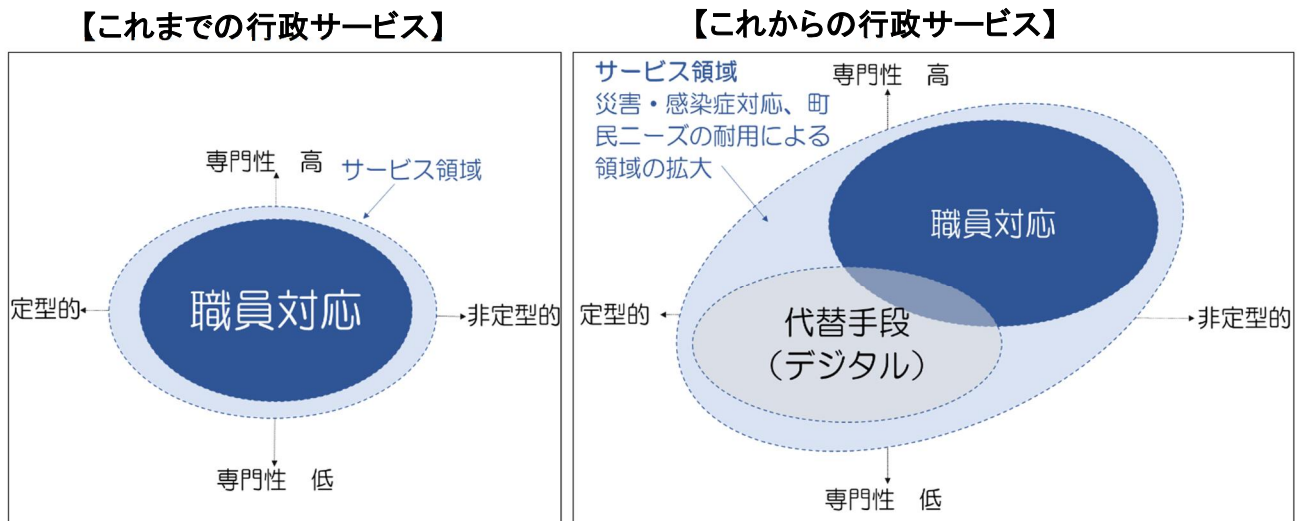 【これまでの行政サービス】
専門性 高
サービス領域
定型的
職員対応
非定型的
専門性 低
【これからの行政サービス】
サービス領域
災害・感染症対応、町
民ニーズの耐用による
領域の拡大
専門性 高
職員対応
定型的
代替手段
(デジタル)
非定型的
専門性 低